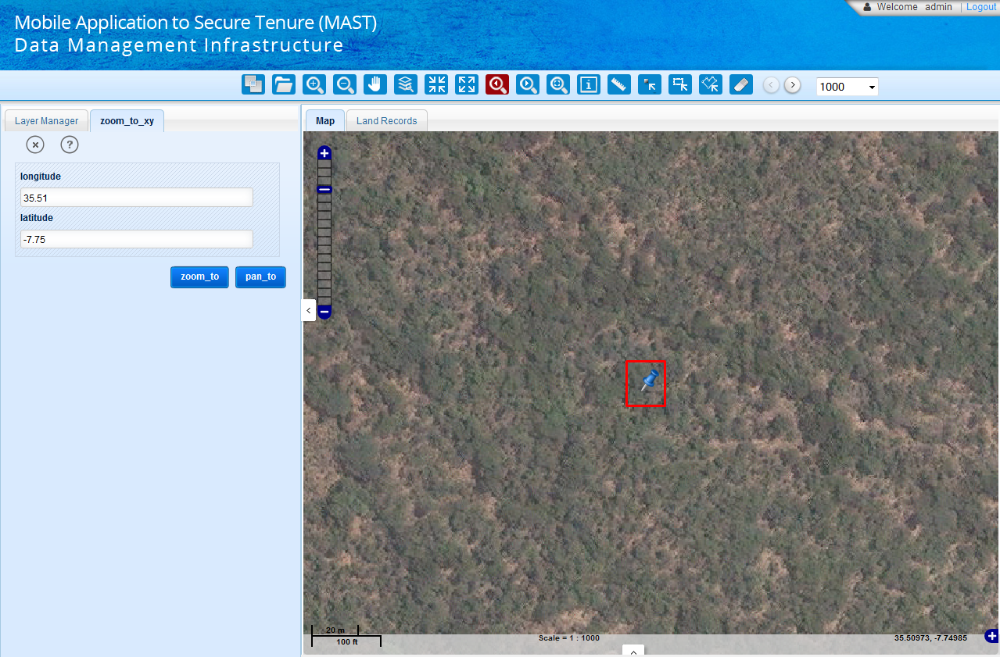 Welcome admin | Logout
Mobile Application to Secure Tenure (MAST)
Data Management Infrastructure
1000
Layer Manager
zoom_to_xy
Map
Land Records
longitude
35.51
latitude
-7.75
zoom_to
pan_to
20 m
100 ft
Scale = 1 : 1000
35.50973, -7.74985